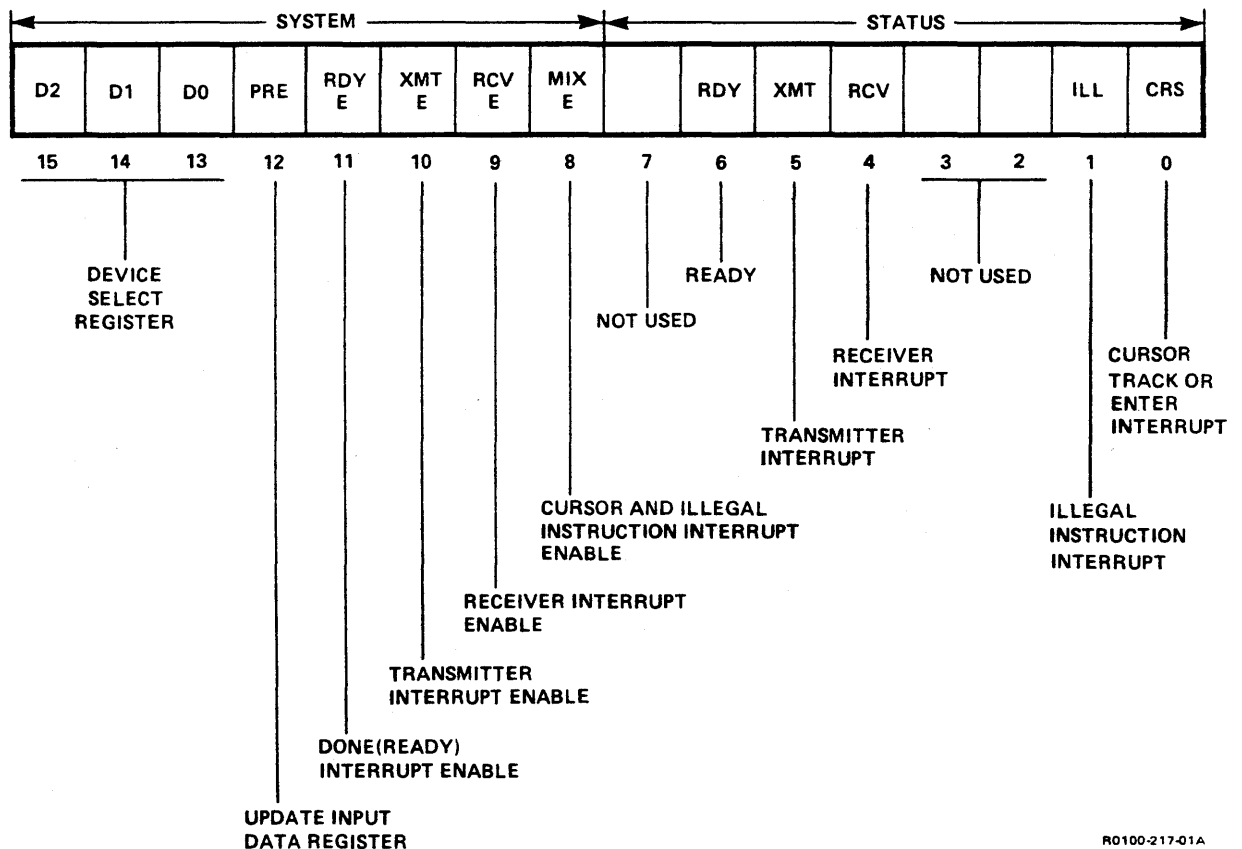 SYSTEM STATUS
D2 D1 D0 PRE RDY E XMT E RCV E MIX E RDY XMT RCV ILL CRS
15 14 13 12 11 10 9 8 7 6 5 4 3 2 1 0
DEVICE
SELECT
REGISTER
READY
NOT USED
NOT USED
RECEIVER
INTERRUPT
CURSOR
TRACK OR
ENTER
INTERRUPT
TRANSMITTER
INTERRUPT
CURSOR AND ILLEGAL
INSTRUCTION INTERRUPT
ENABLE
ILLEGAL
INSTRUCTION
INTERRUPT
RECEIVER INTERRUPT
ENABLE
TRANSMITTER
INTERRUPT ENABLE
DONE(READY)
INTERRUPT ENABLE
UPDATE INPUT
DATA REGISTER
R0100-217-01A